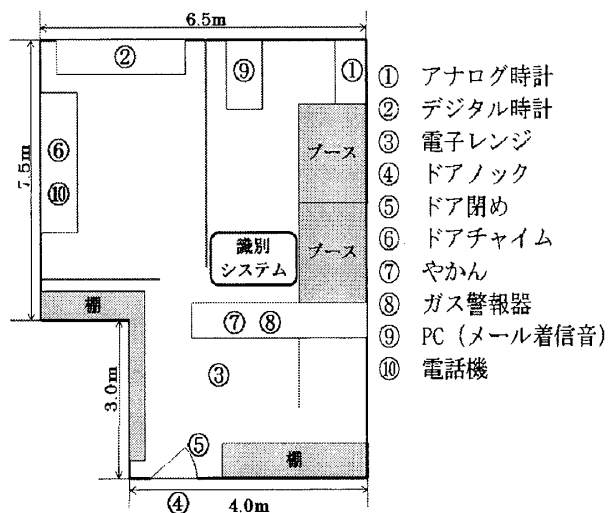 6.5m
②
⑨
①
⑥
⑩
7.5m
ブース
ブース
識別
システム
棚
⑦ ⑧
3.0m
③
⑤
棚
④
4.0m
① アナログ時計
② デジタル時計
③ 電子レンジ
④ ドアノック
⑤ ドア閉め
⑥ ドアチャイム
⑦ やかん
⑧ ガス警報器
⑨ PC（メール着信音）
⑩ 電話機